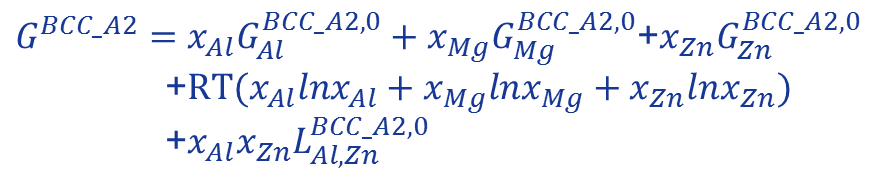 G^{BCC_A2} = x_{Al}G_{Al}^{BCC_A2,0} + x_{Mg}G_{Mg}^{BCC_A2,0}+x_{Zn}G_{Zn}^{BCC_A2,0}
+RT(x_{Al}lnx_{Al} + x_{Mg}lnx_{Mg} + x_{Zn}lnx_{Zn})
+x_{Al}x_{Zn}L_{Al,Zn}^{BCC_A2,0}